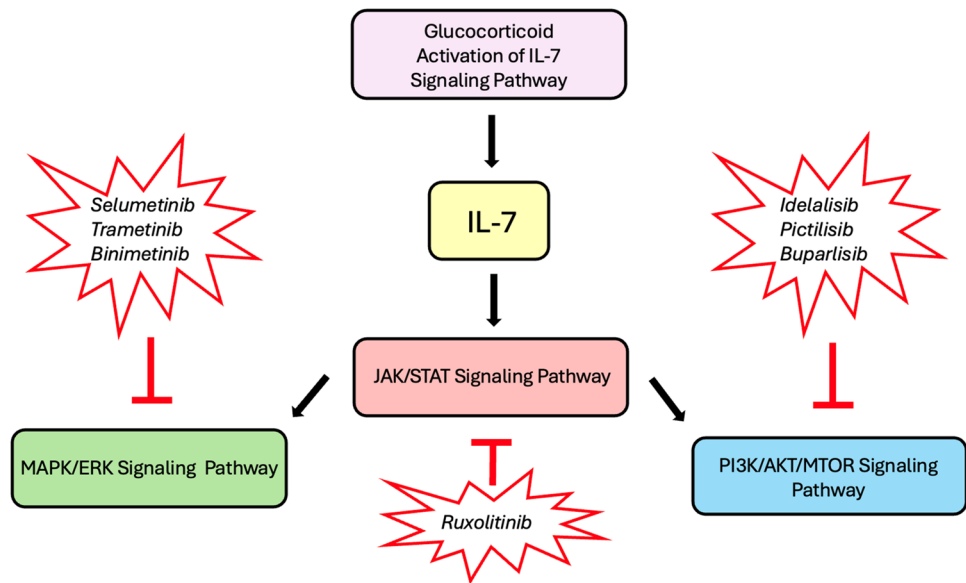 Glucocorticoid
Activation of IL-7
Signaling Pathway
Selumetinib
Trametinib
Binimetinib
IL-7
Idelalisib
Pictilisib
Buparlisib
JAK/STAT Signaling Pathway
MAPK/ERK Signaling Pathway
PI3K/AKT/MTOR Signaling
Pathway
Ruxolitinib